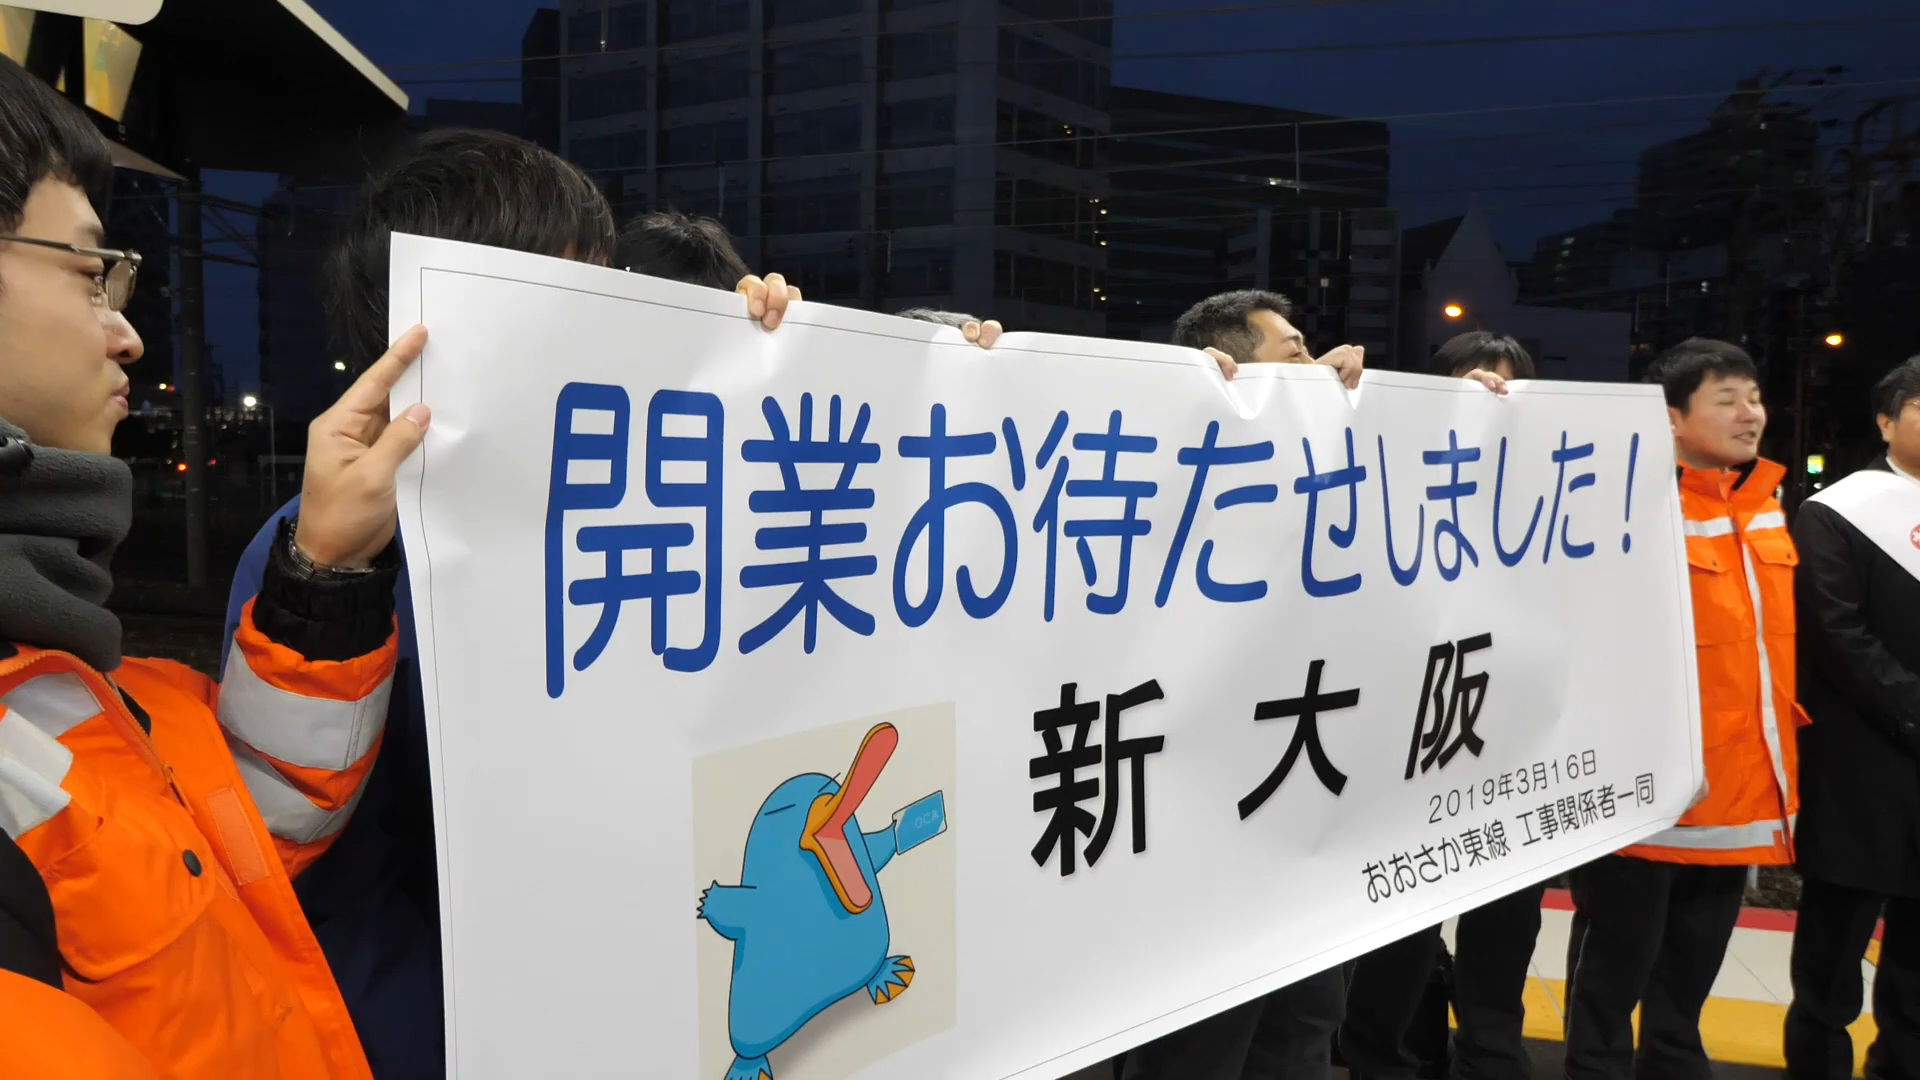 開業お待たせしました！
新大阪
2019年3月16日
おおさか東線 工事関係者一同
OCA